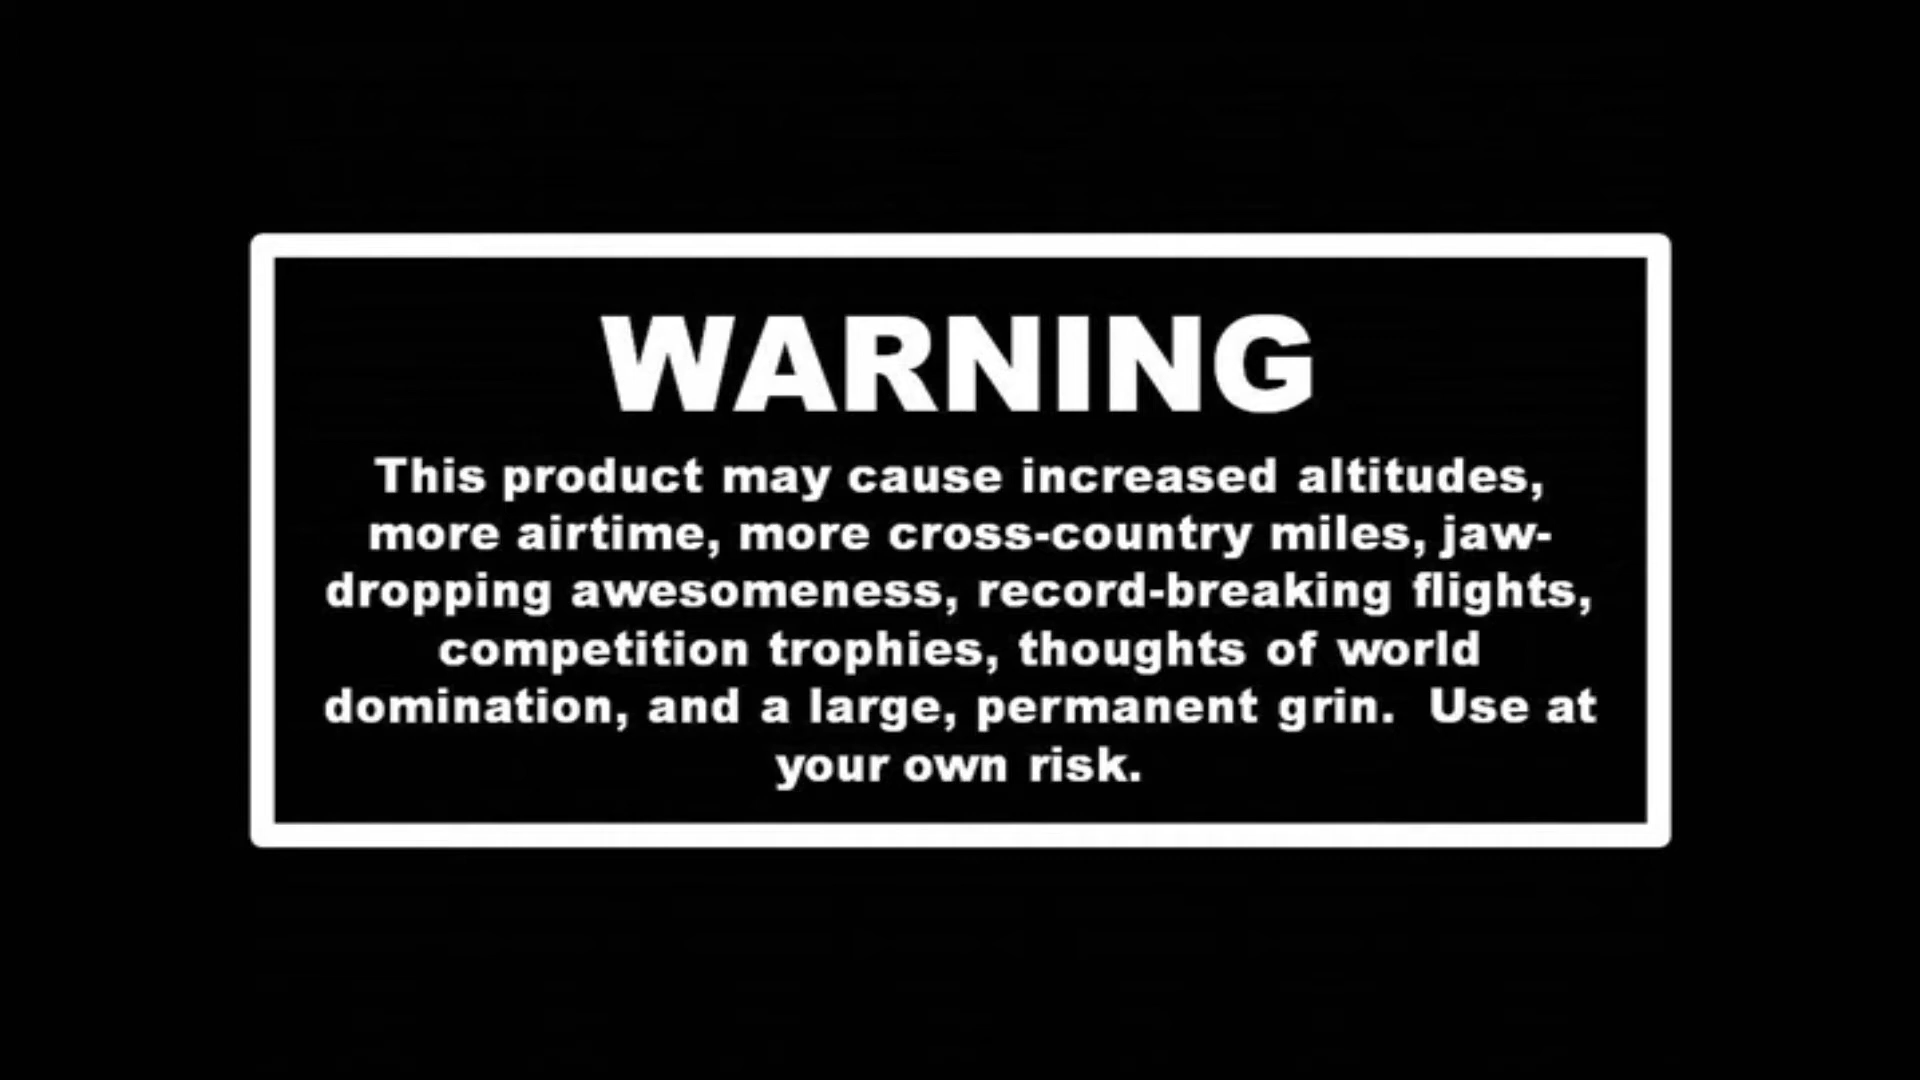 WARNING
This product may cause increased altitudes,
more airtime, more cross-country miles, jaw-
dropping awesomeness, record-breaking flights,
competition trophies, thoughts of world
domination, and a large, permanent grin.  Use at
your own risk.